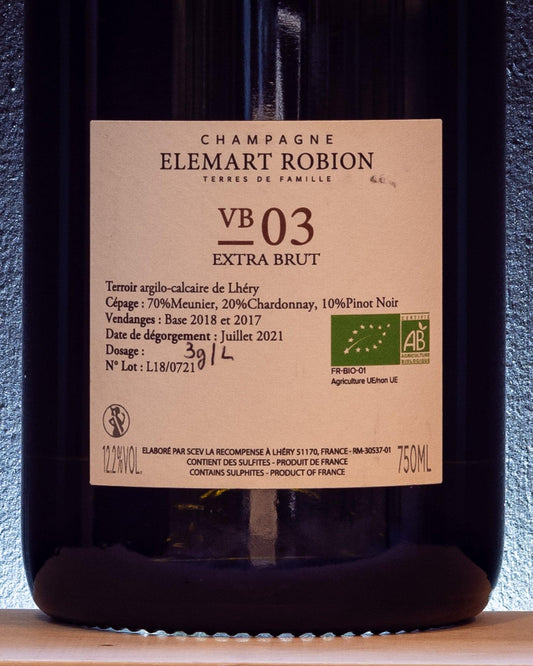 CHAMPAGNE
ELEMART ROBION
TERRES DE FAMILLE
VB 03
EXTRA BRUT
Terroir argilo-calcaire de Lhéry
Cépage : 70%Meunier, 20%Chardonnay, 10%Pinot Noir
Vendanges : Base 2018 et 2017
Date de dégorgement : Juillet 2021
Dosage : 3g/L
N° Lot : L18/0721
CERTIFIÉ
AB
AGRICULTURE
BIOLOGIQUE
FR-BIO-01
Agriculture UE/non UE
12.2%VOL.
ELABORÉ PAR SCEV LA RECOMPENSE À LHÉRY 51170, FRANCE - RM-30537-01
CONTIENT DES SULFITES - PRODUIT DE FRANCE
CONTAINS SULPHITES - PRODUCT OF FRANCE
750ML